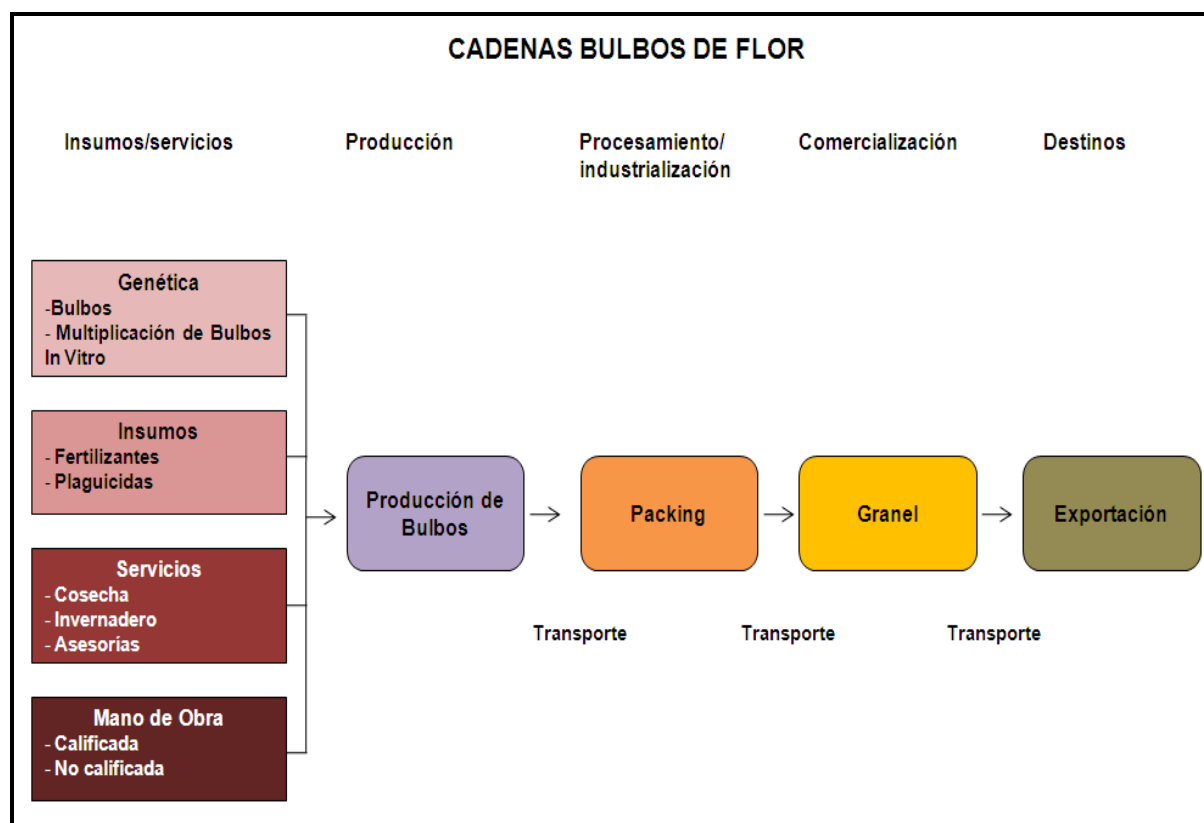 CADENAS BULBOS DE FLOR
Insumos/servicios
Producción
Procesamiento/
industrialización
Comercialización
Destinos
Genética
-Bulbos
- Multiplicación de Bulbos
In Vitro
Insumos
- Fertilizantes
- Plaguicidas
Servicios
- Cosecha
- Invernadero
- Asesorías
Mano de Obra
- Calificada
- No calificada
Producción de
Bulbos
Packing
Granel
Exportación
Transporte
Transporte
Transporte